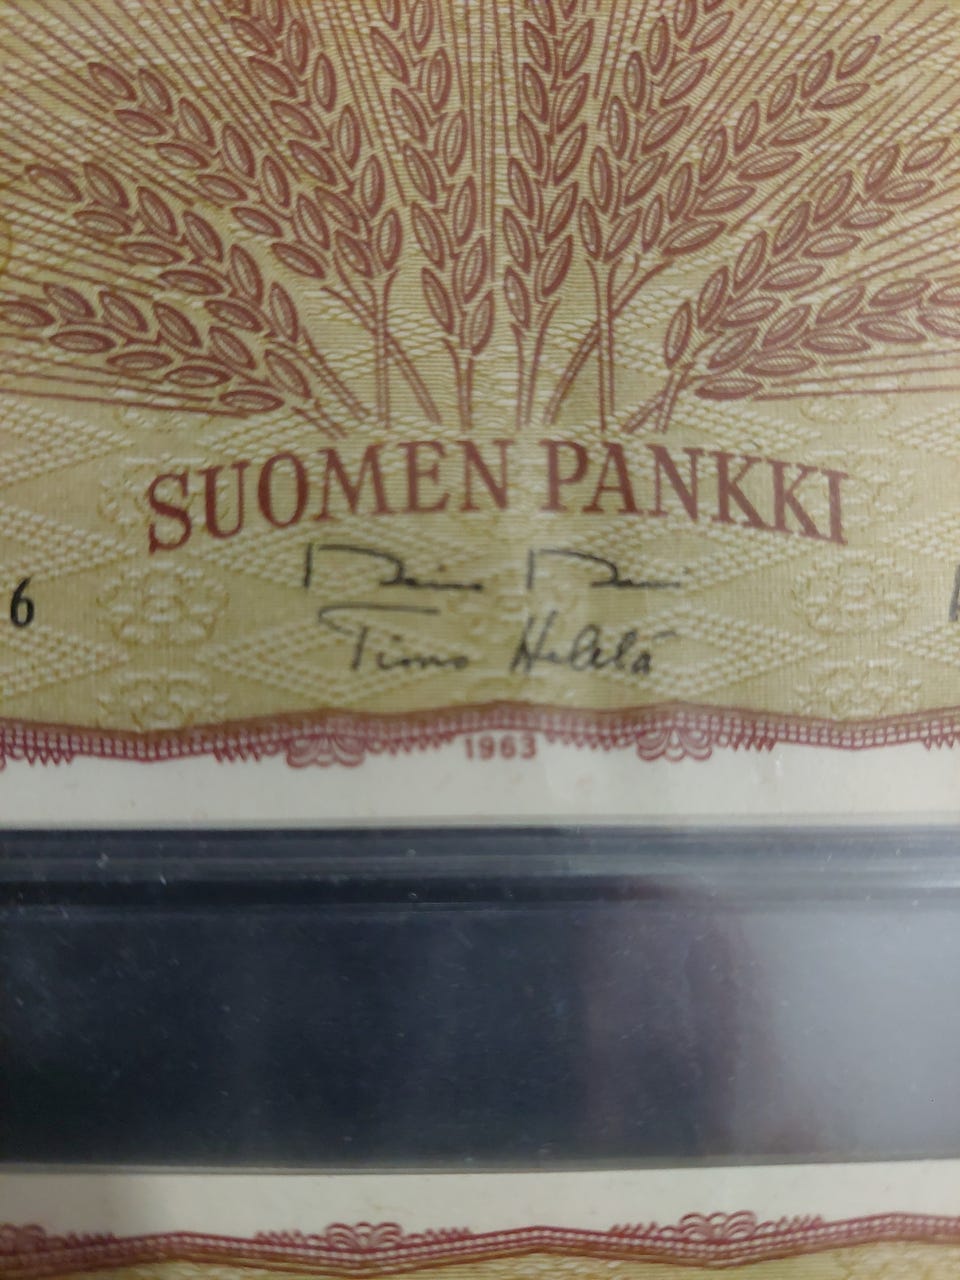 SUOMEN PANKKI
6
Timo Helelä
1963